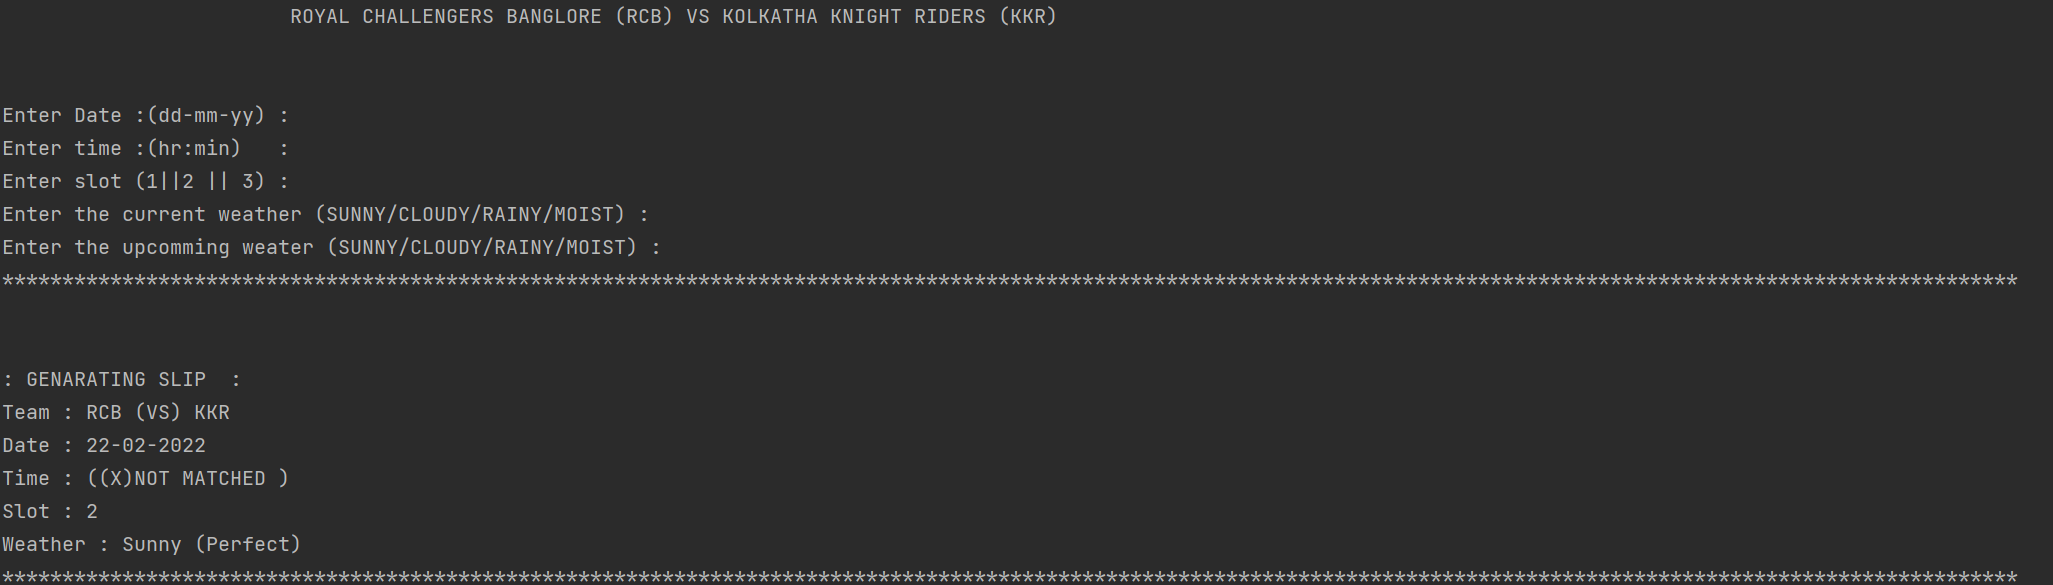 ROYAL CHALLENGERS BANGLORE (RCB) VS KOLKATHA KNIGHT RIDERS (KKR)
Enter Date :(dd-mm-yy) :
Enter time :(hr:min)   :
Enter slot (1||2 || 3) :
Enter the current weather (SUNNY/CLOUDY/RAINY/MOIST) :
Enter the upcomming weater (SUNNY/CLOUDY/RAINY/MOIST) :
************************************************************************************************************************************************************************
: GENARATING SLIP  :
Team : RCB (VS) KKR
Date : 22-02-2022
Time : ((X)NOT MATCHED )
Slot : 2
Weather : Sunny (Perfect)
************************************************************************************************************************************************************************